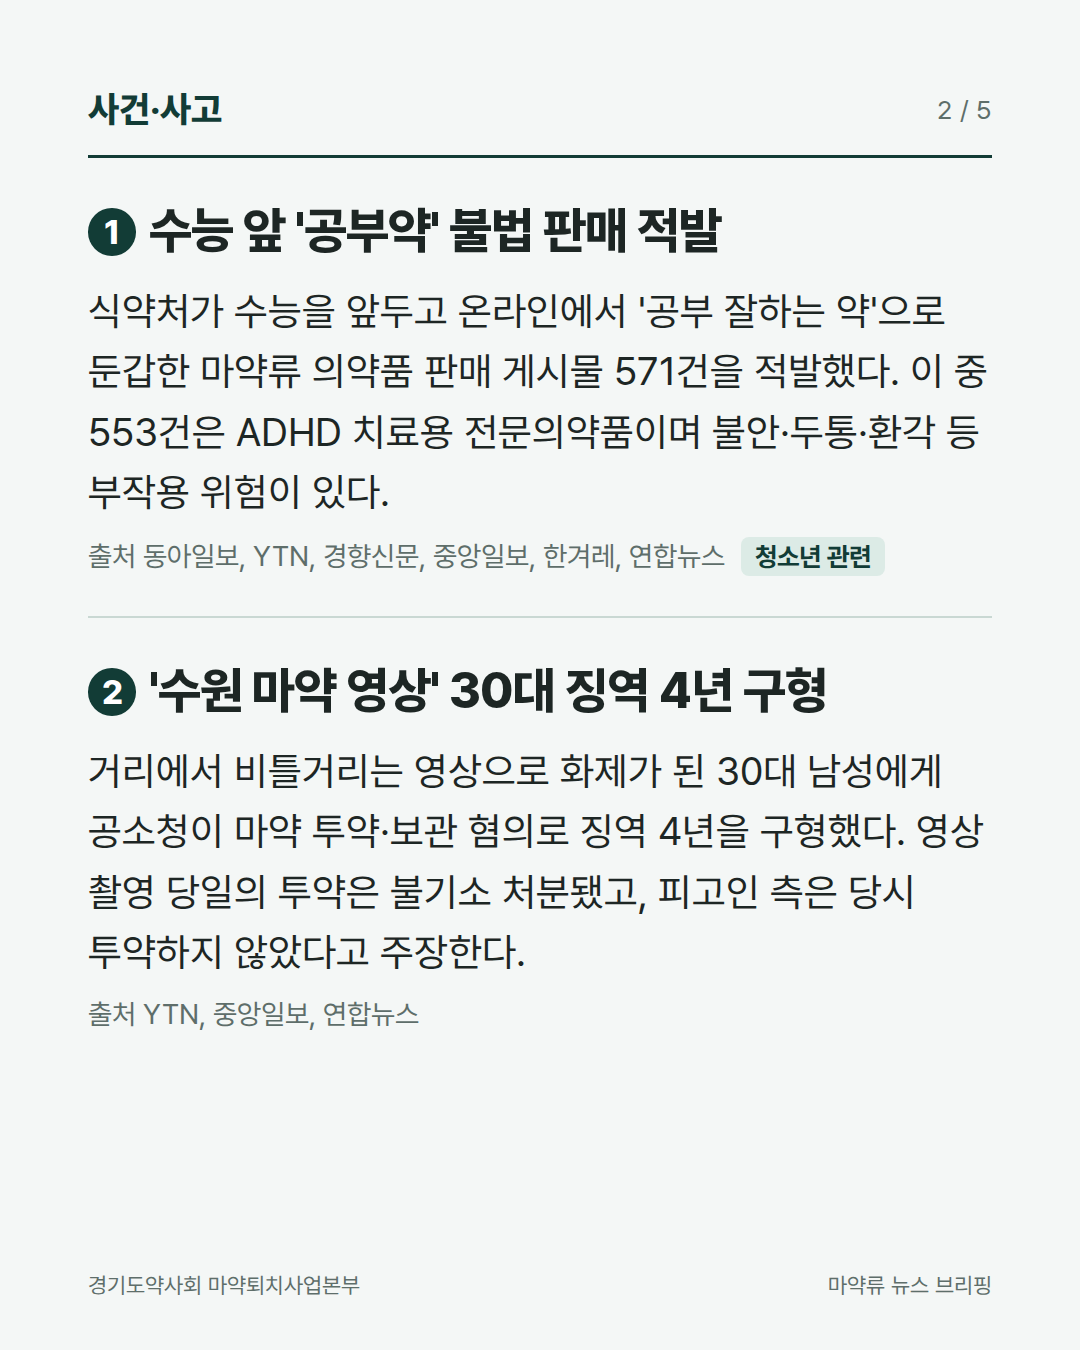 사건·사고
2 / 5
1 수능 앞 '공부약' 불법 판매 적발
식약처가 수능을 앞두고 온라인에서 '공부 잘하는 약'으로
둔갑한 마약류 의약품 판매 게시물 571건을 적발했다. 이 중
553건은 ADHD 치료용 전문의약품이며 불안·두통·환각 등
부작용 위험이 있다.
출처 동아일보, YTN, 경향신문, 중앙일보, 한겨레, 연합뉴스 청소년 관련
2 '수원 마약 영상' 30대 징역 4년 구형
거리에서 비틀거리는 영상으로 화제가 된 30대 남성에게
공소청이 마약 투약·보관 혐의로 징역 4년을 구형했다. 영상
촬영 당일의 투약은 불기소 처분됐고, 피고인 측은 당시
투약하지 않았다고 주장한다.
출처 YTN, 중앙일보, 연합뉴스
경기도약사회 마약퇴치사업본부
마약류 뉴스 브리핑